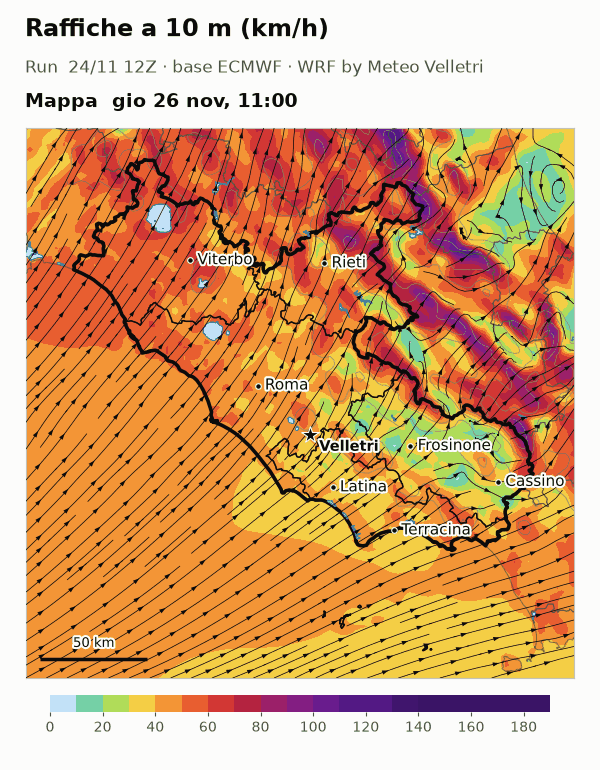 Raffiche a 10 m (km/h)
Run  24/11 12Z · base ECMWF · WRF by Meteo Velletri
Mappa  gio 26 nov, 11:00
Viterbo
Rieti
Roma
Velletri
Frosinone
Latina
Cassino
Terracina
50 km
0 20 40 60 80 100 120 140 160 180